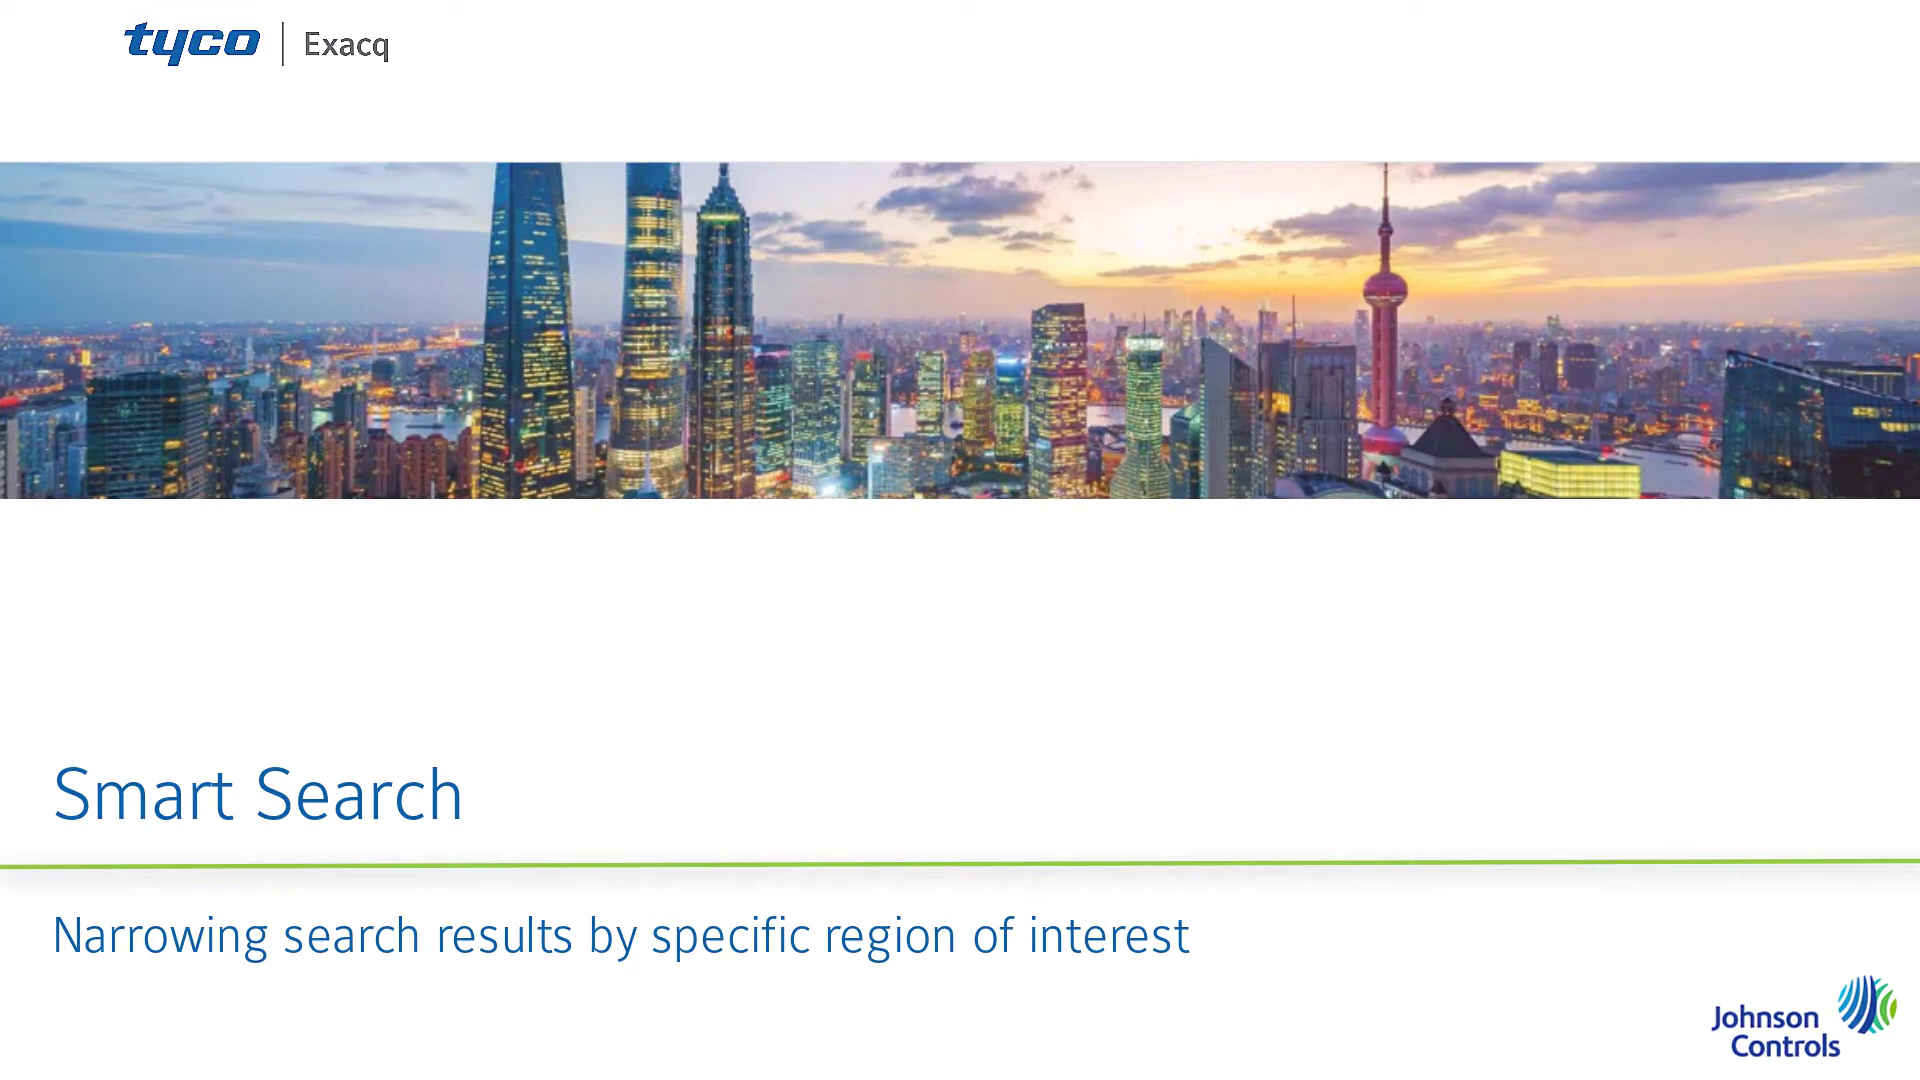 tyco | Exacq
Smart Search
Narrowing search results by specific region of interest
Johnson
Controls